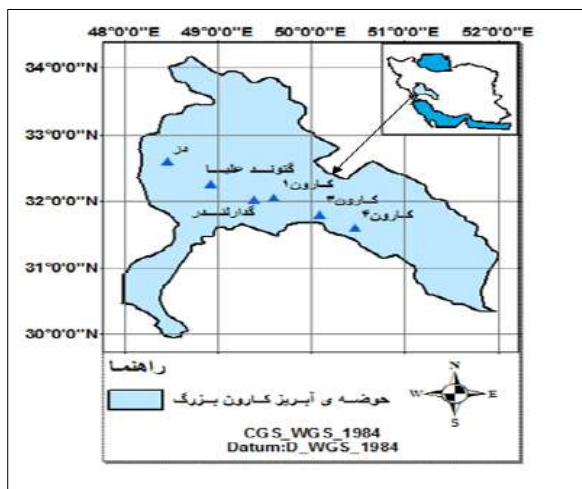 48°0'0"E 49°0'0"E 50°0'0"E 51°0'0"E 52°0'0"E
34°0'0"N
33°0'0"N
32°0'0"N
31°0'0"N
30°0'0"N
دز
گتوند علیا
کارون۱
گدارلندر
کارون۳
کارون۴
راهنما
حوضه ی آبریز کارون بزرگ
N
W E
S
CGS_WGS_1984
Datum:D_WGS_1984